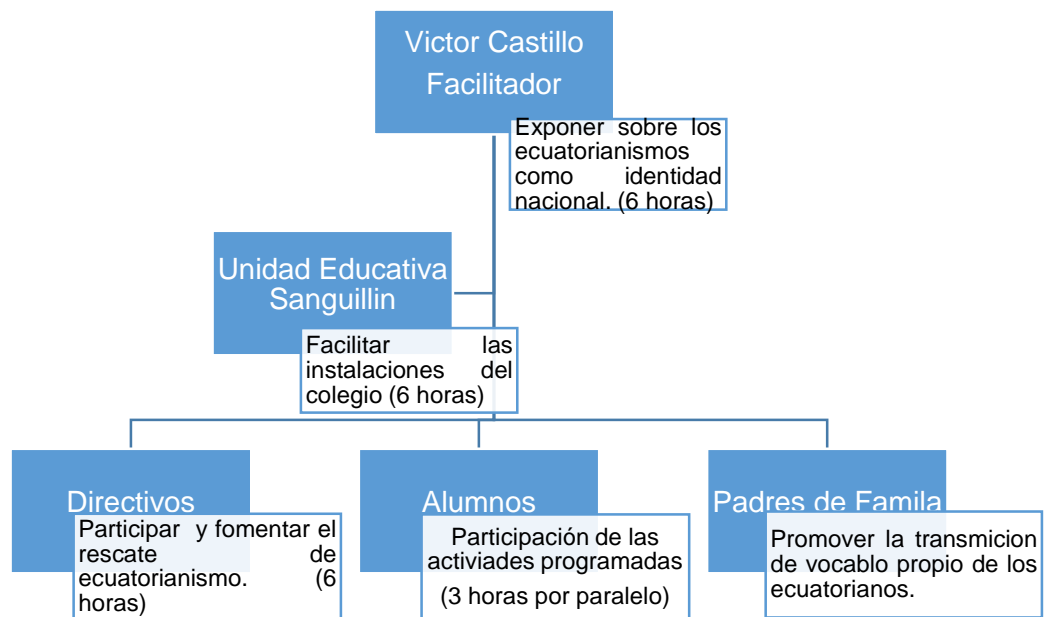 Victor Castillo
Facilitador
Exponer sobre los
ecuatorianismos
como identidad
nacional. (6 horas)
Unidad Educativa
Sanguillin
Facilitar las
instalaciones del
colegio (6 horas)
Directivos
Participar y fomentar el
rescate de
ecuatorianismo. (6
horas)
Alumnos
Participación de las
activiades programadas
(3 horas por paralelo)
Padres de Famila
Promover la transmicion
de vocablo propio de los
ecuatorianos.